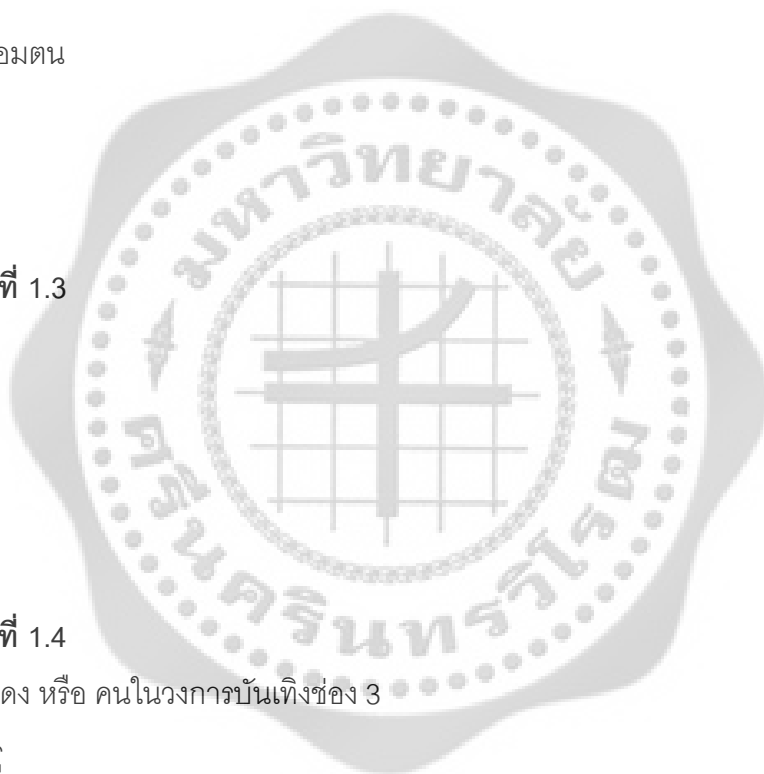 อมตน
มหาวิทยาลัย
ที่ 1.3
ศรีนครินทรวิโรฒ
ที่ 1.4
ดง หรือ คนในวงการบันเทิงช่อง 3